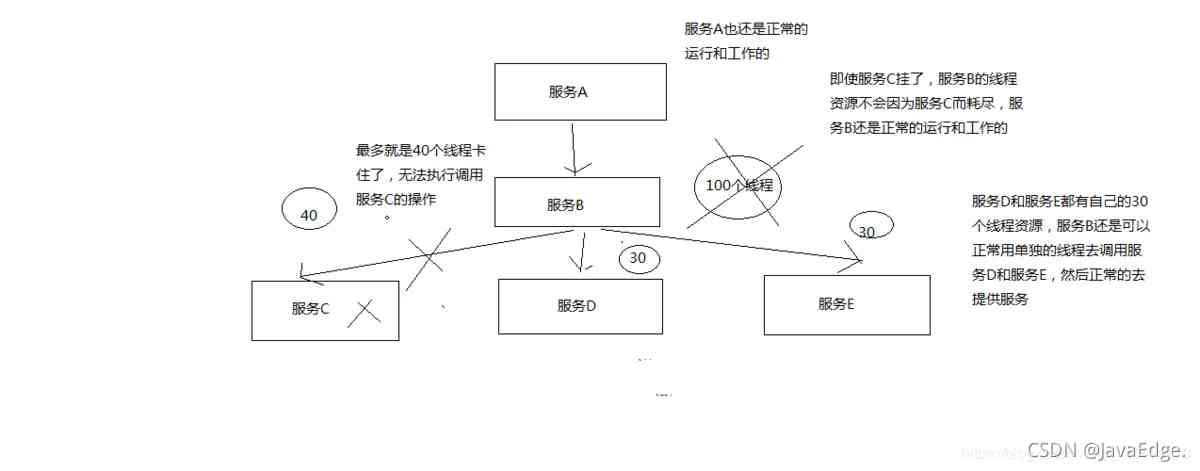 服务A也还是正常的
运行和工作的
服务A
即使服务C挂了，服务B的线程
资源不会因为服务C而耗尽，服
务B还是正常的运行和工作的
最多就是40个线程卡
住了，无法执行调用
服务C的操作
。
100个线程
服务B
40
服务D和服务E都有自己的30
个线程资源，服务B还是可以
正常用单独的线程去调用服
务D和服务E，然后正常的去
提供服务
30
30
服务C
服务D
服务E
CSDN @JavaEdge.